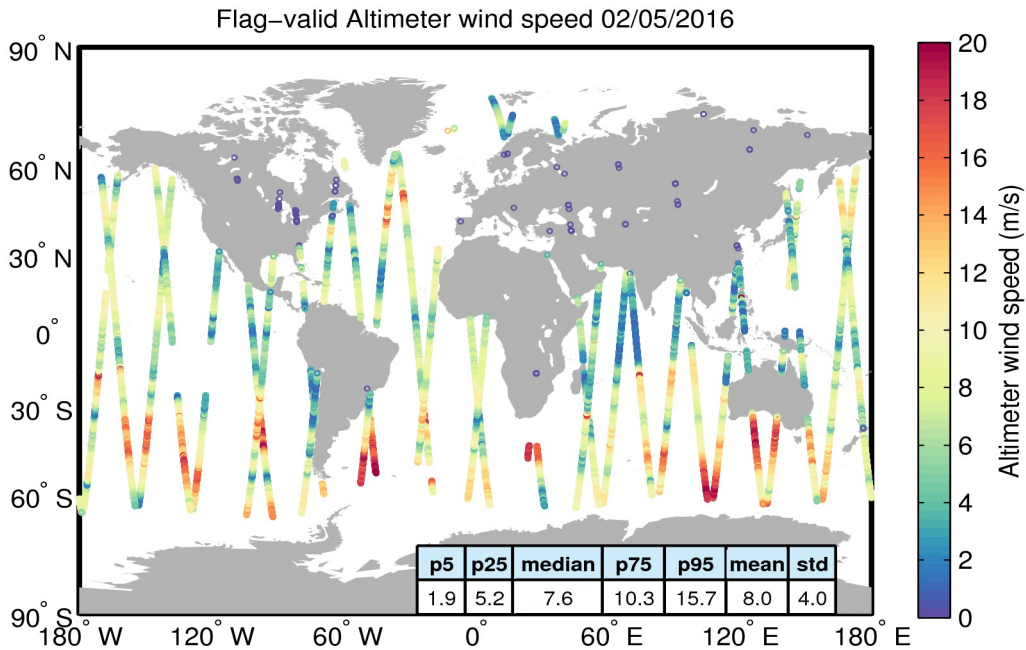 Flag−valid Altimeter wind speed 02/05/2016
90° N
60° N
30° N
0°
30° S
60° S
90° S
180° W
120° W
60° W
0°
60° E
120° E
180° E
p5 p25 median p75 p95 mean std
1.9 5.2 7.6 10.3 15.7 8.0 4.0
20
18
16
14
12
10
8
6
4
2
0
Altimeter wind speed (m/s)